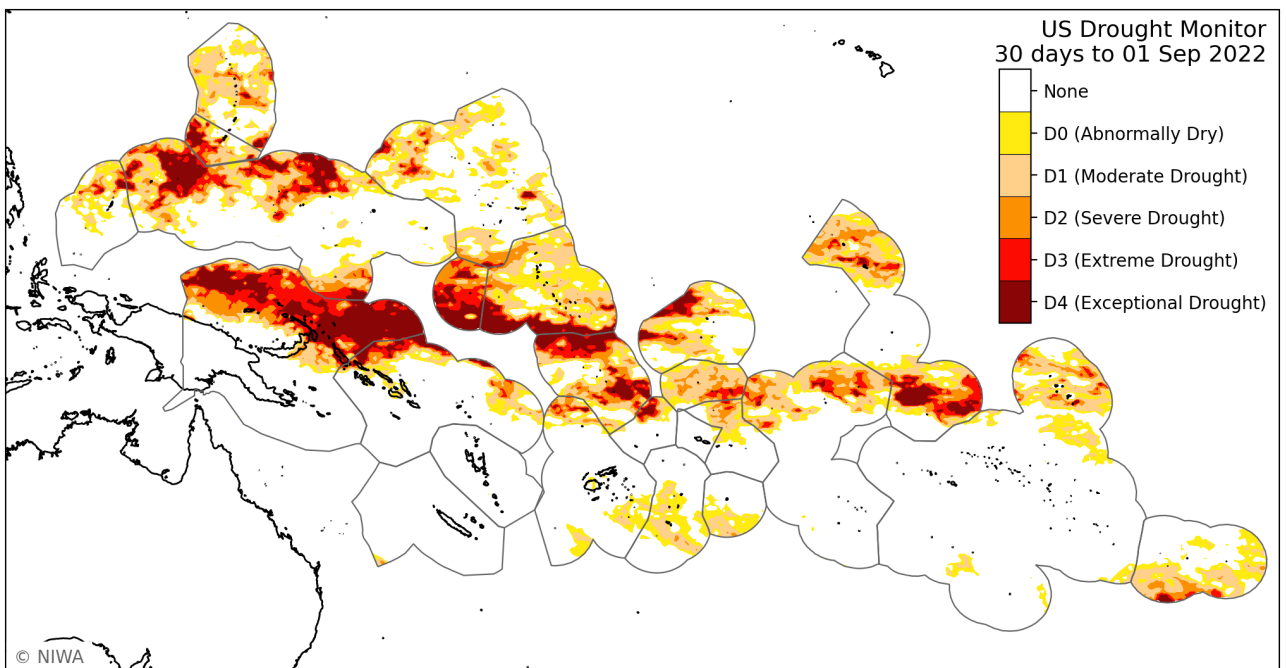 US Drought Monitor
30 days to 01 Sep 2022
None
D0 (Abnormally Dry)
D1 (Moderate Drought)
D2 (Severe Drought)
D3 (Extreme Drought)
D4 (Exceptional Drought)
© NIWA